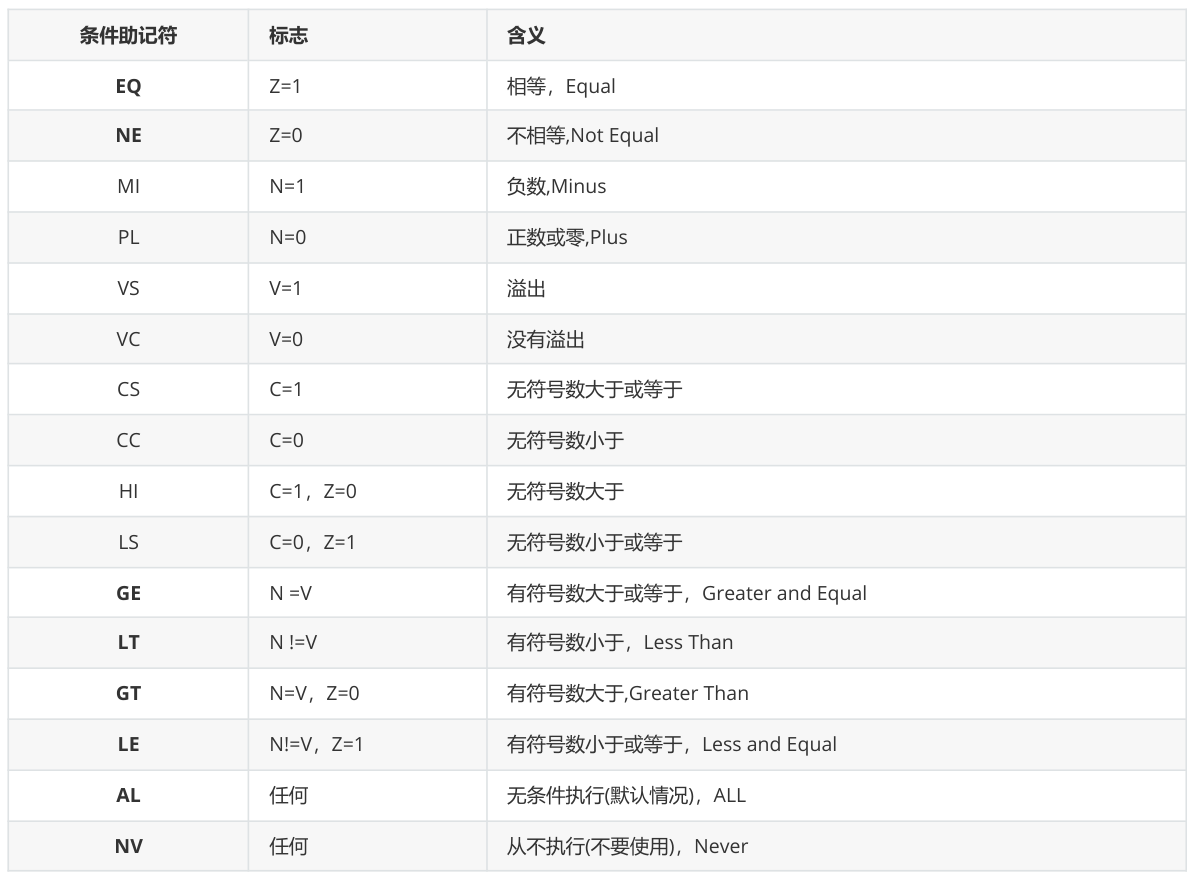 条件助记符 标志 含义
EQ Z=1 相等，Equal
NE Z=0 不相等,Not Equal
MI N=1 负数,Minus
PL N=0 正数或零,Plus
VS V=1 溢出
VC V=0 没有溢出
CS C=1 无符号数大于或等于
CC C=0 无符号数小于
HI C=1，Z=0 无符号数大于
LS C=0，Z=1 无符号数小于或等于
GE N =V 有符号数大于或等于，Greater and Equal
LT N !=V 有符号数小于，Less Than
GT N=V，Z=0 有符号数大于,Greater Than
LE N!=V，Z=1 有符号数小于或等于，Less and Equal
AL 任何 无条件执行(默认情况)，ALL
NV 任何 从不执行(不要使用)，Never